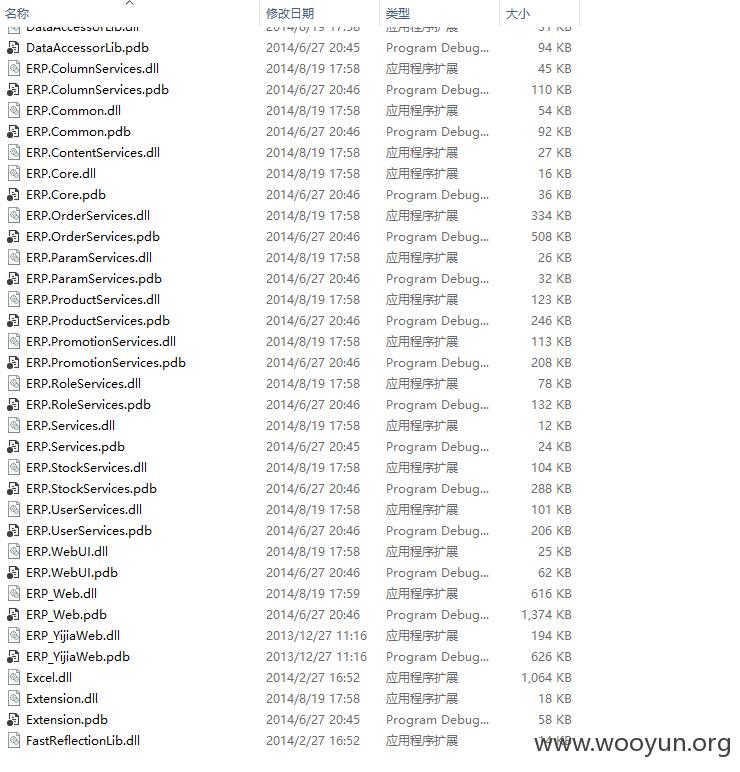 名称 修改日期 类型 大小
DataAccessorLib.dll 2014/8/19 17:58 应用程序扩展 31 KB
DataAccessorLib.pdb 2014/6/27 20:45 Program Debug... 94 KB
ERP.ColumnServices.dll 2014/8/19 17:58 应用程序扩展 45 KB
ERP.ColumnServices.pdb 2014/6/27 20:46 Program Debug... 110 KB
ERP.Common.dll 2014/8/19 17:58 应用程序扩展 54 KB
ERP.Common.pdb 2014/6/27 20:46 Program Debug... 92 KB
ERP.ContentServices.dll 2014/8/19 17:58 应用程序扩展 27 KB
ERP.Core.dll 2014/8/19 17:58 应用程序扩展 16 KB
ERP.Core.pdb 2014/6/27 20:46 Program Debug... 36 KB
ERP.OrderServices.dll 2014/8/19 17:58 应用程序扩展 334 KB
ERP.OrderServices.pdb 2014/6/27 20:46 Program Debug... 508 KB
ERP.ParamServices.dll 2014/8/19 17:58 应用程序扩展 26 KB
ERP.ParamServices.pdb 2014/6/27 20:46 Program Debug... 32 KB
ERP.ProductServices.dll 2014/8/19 17:58 应用程序扩展 123 KB
ERP.ProductServices.pdb 2014/6/27 20:46 Program Debug... 246 KB
ERP.PromotionServices.dll 2014/8/19 17:58 应用程序扩展 113 KB
ERP.PromotionServices.pdb 2014/6/27 20:46 Program Debug... 208 KB
ERP.RoleServices.dll 2014/8/19 17:58 应用程序扩展 78 KB
ERP.RoleServices.pdb 2014/6/27 20:46 Program Debug... 132 KB
ERP.Services.dll 2014/8/19 17:58 应用程序扩展 12 KB
ERP.Services.pdb 2014/6/27 20:45 Program Debug... 24 KB
ERP.StockServices.dll 2014/8/19 17:58 应用程序扩展 104 KB
ERP.StockServices.pdb 2014/6/27 20:46 Program Debug... 288 KB
ERP.UserServices.dll 2014/8/19 17:58 应用程序扩展 101 KB
ERP.UserServices.pdb 2014/6/27 20:46 Program Debug... 206 KB
ERP.WebUI.dll 2014/8/19 17:58 应用程序扩展 25 KB
ERP.WebUI.pdb 2014/6/27 20:46 Program Debug... 62 KB
ERP_Web.dll 2014/8/19 17:59 应用程序扩展 616 KB
ERP_Web.pdb 2014/6/27 20:46 Program Debug... 1,374 KB
ERP_YijiaWeb.dll 2013/12/27 11:16 应用程序扩展 194 KB
ERP_YijiaWeb.pdb 2013/12/27 11:16 Program Debug... 626 KB
Excel.dll 2014/2/27 16:52 应用程序扩展 1,064 KB
Extension.dll 2014/8/19 17:58 应用程序扩展 18 KB
Extension.pdb 2014/6/27 20:45 Program Debug... 58 KB
FastReflectionLib.dll 2014/2/27 16:52 应用程序扩展 14 KB
www.wooyun.org